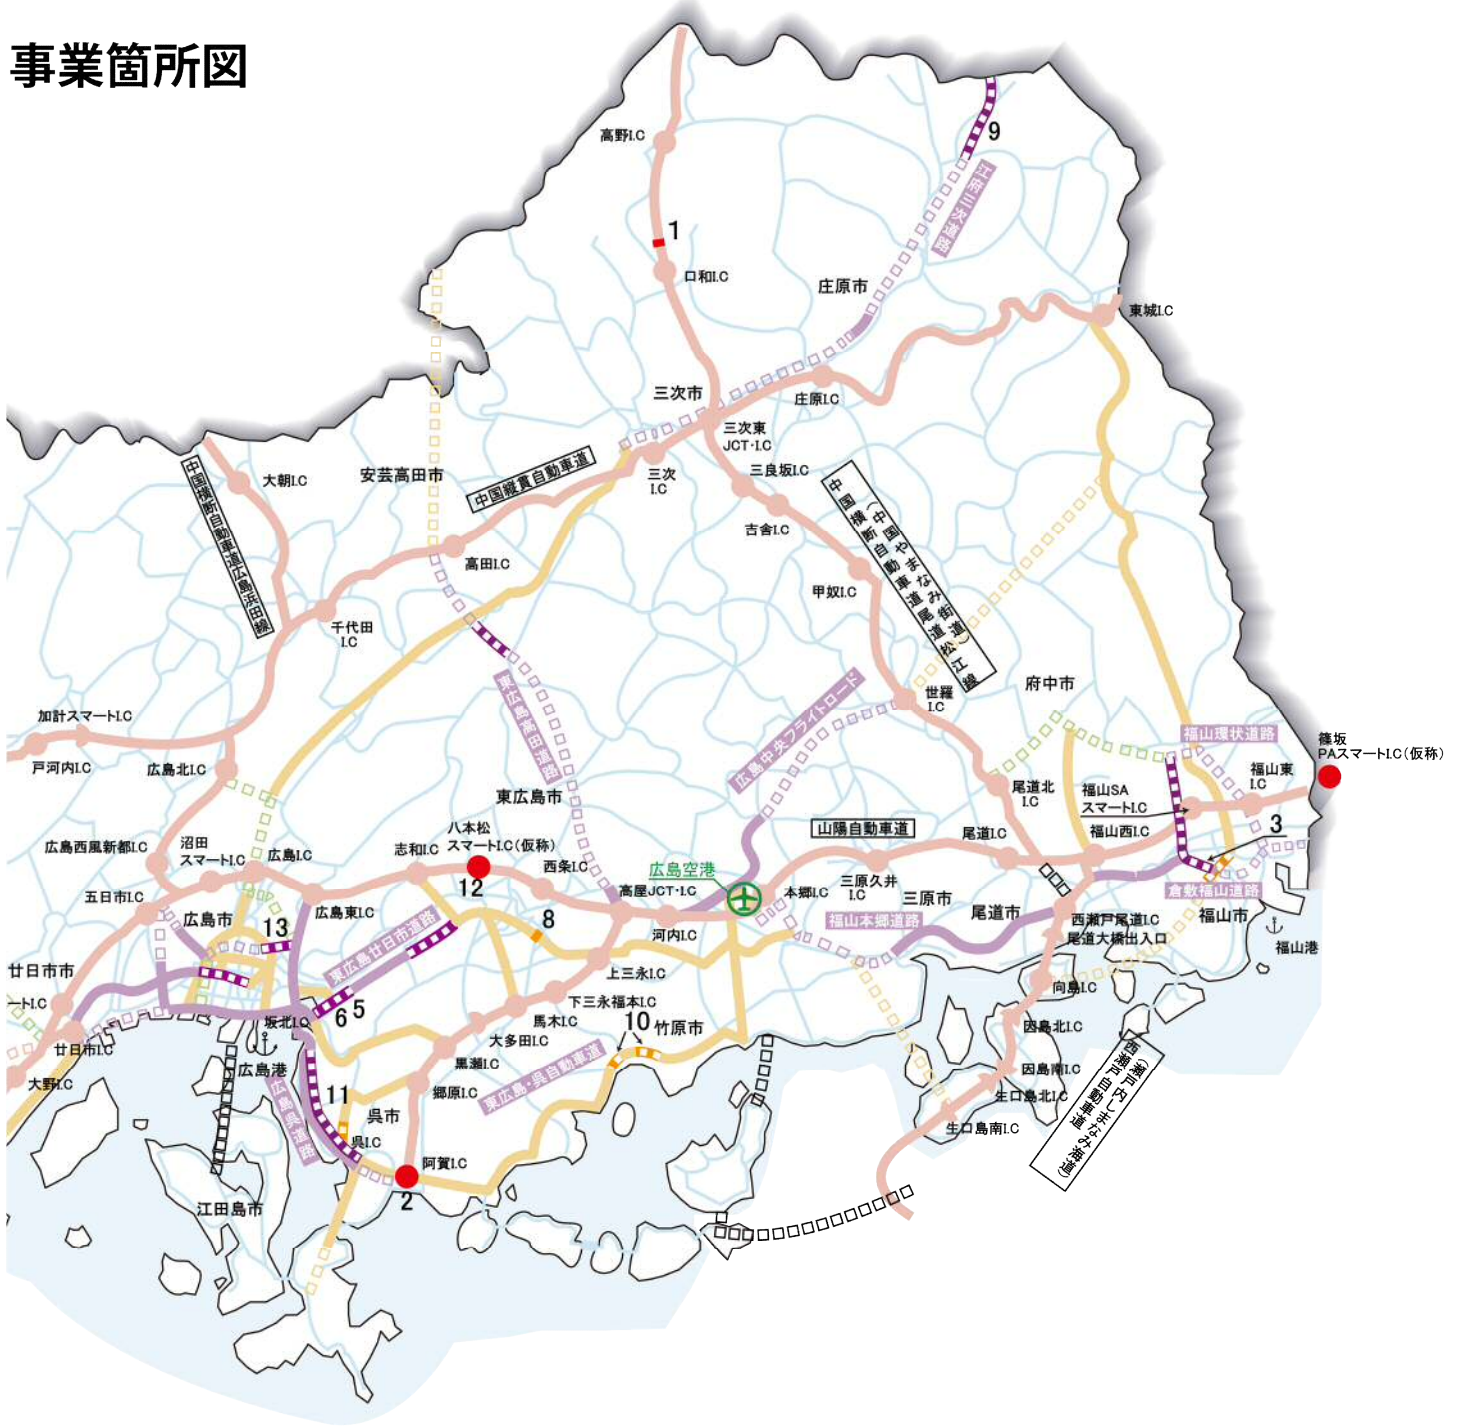 事業箇所図
高野I.C
9
江府三次道路
1
口和I.C
庄原市
東城I.C
三次市
庄原I.C
三次東
JCT・I.C
中国横断自動車道広島浜田線
大朝I.C
安芸高田市
中国縦貫自動車道
三次
I.C
三良坂I.C
吉舎I.C
中国横断自動車道尾道松江線
(中国やまなみ街道)
高田I.C
甲奴I.C
千代田
I.C
東広島高田道路
広島中央フライトロード
世羅
I.C
府中市
加計スマートI.C
戸河内I.C
広島北I.C
福山環状道路
篠坂
PAスマートI.C(仮称)
福山東
I.C
尾道北
I.C
福山SA
スマートI.C
東広島市
八本松
スマートI.C(仮称)
山陽自動車道
尾道I.C
福山西I.C
3
広島西風新都I.C
沼田
スマートI.C
広島I.C
志和I.C
西条I.C
12
広島空港
高屋JCT・I.C
本郷I.C
三原久井
I.C
三原市
倉敷福山道路
五日市I.C
広島市
広島東I.C
13
東広島廿日市道路
8
河内I.C
福山本郷道路
尾道市
西瀬戸尾道I.C
尾道大橋出入口
福山市
福山港
廿日市市
ートI.C
上三永I.C
向島I.C
5
6
下三永福本I.C
馬木I.C
10
竹原市
坂北I.C
大多田I.C
因島北I.C
廿日市I.C
広島港
黒瀬I.C
東広島・呉自動車道
因島南I.C
西瀬戸自動車道
(瀬戸内しまなみ海道)
大野I.C
広島呉道路
11
呉市
郷原I.C
生口島北I.C
呉I.C
生口島南I.C
阿賀I.C
2
江田島市